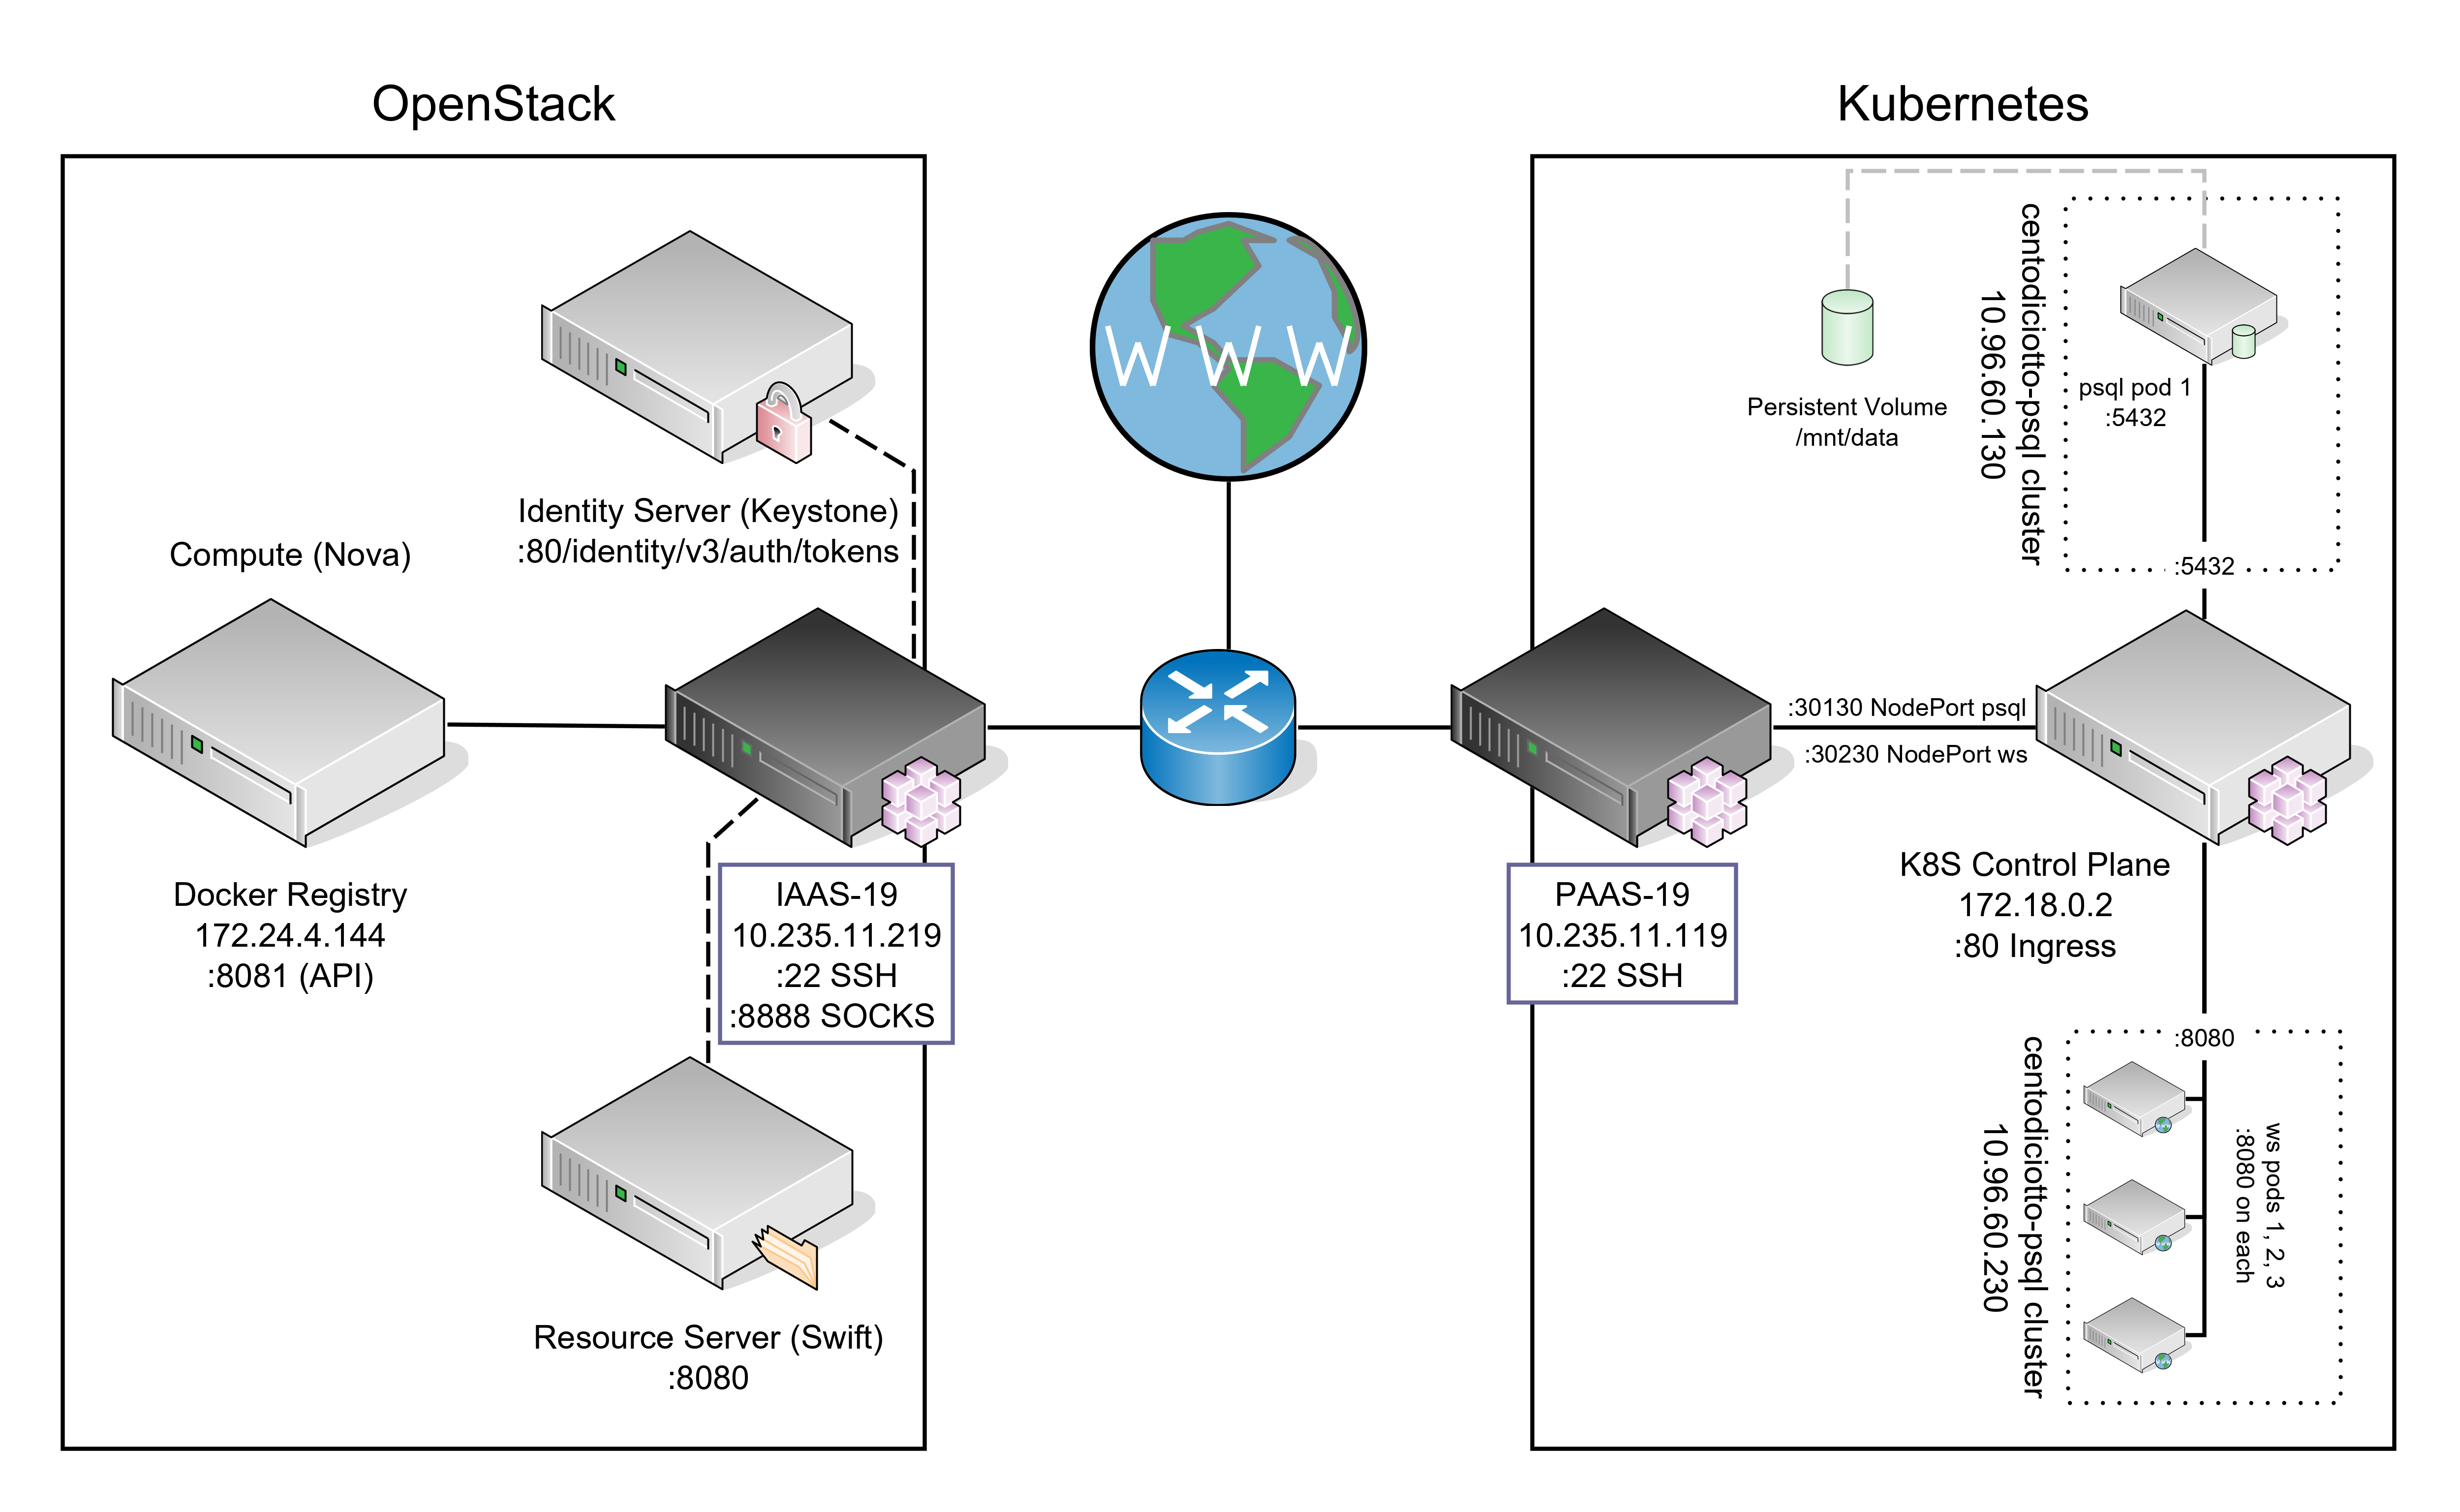 OpenStack
Kubernetes
Identity Server (Keystone)
:80/identity/v3/auth/tokens
Compute (Nova)
Docker Registry
172.24.4.144
:8081 (API)
IAAS-19
10.235.11.219
:22 SSH
:8888 SOCKS
Resource Server (Swift)
:8080
W W W
PAAS-19
10.235.11.119
:22 SSH
:30130 NodePort psql
:30230 NodePort ws
Persistent Volume
/mnt/data
centodiciotto-psql cluster
10.96.60.130
psql pod 1
:5432
:5432
K8S Control Plane
172.18.0.2
:80 Ingress
:8080
centodiciotto-psql cluster
10.96.60.230
ws pods 1, 2, 3
:8080 on each